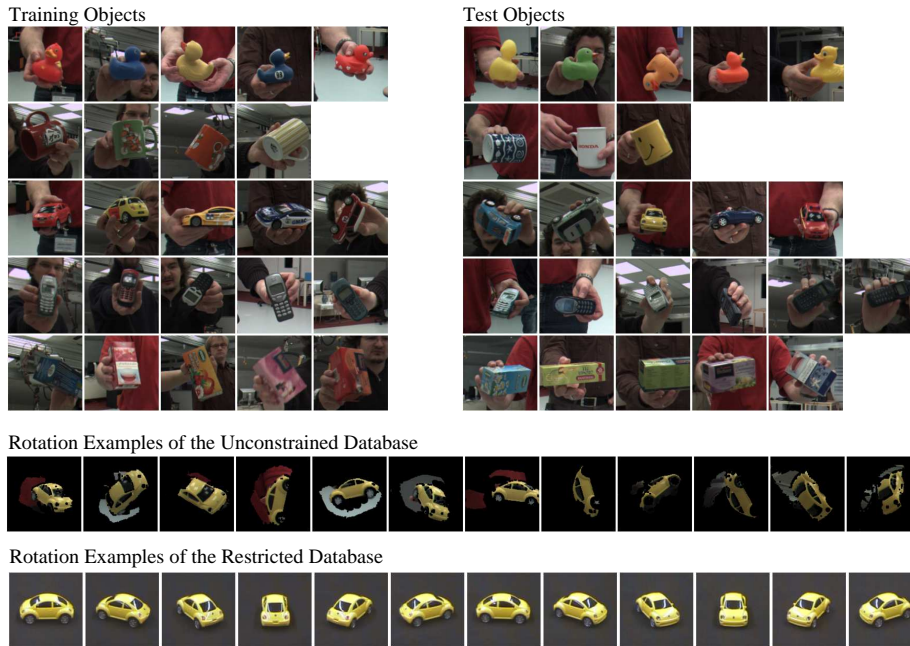 Training Objects
Test Objects
Rotation Examples of the Unconstrained Database
Rotation Examples of the Restricted Database